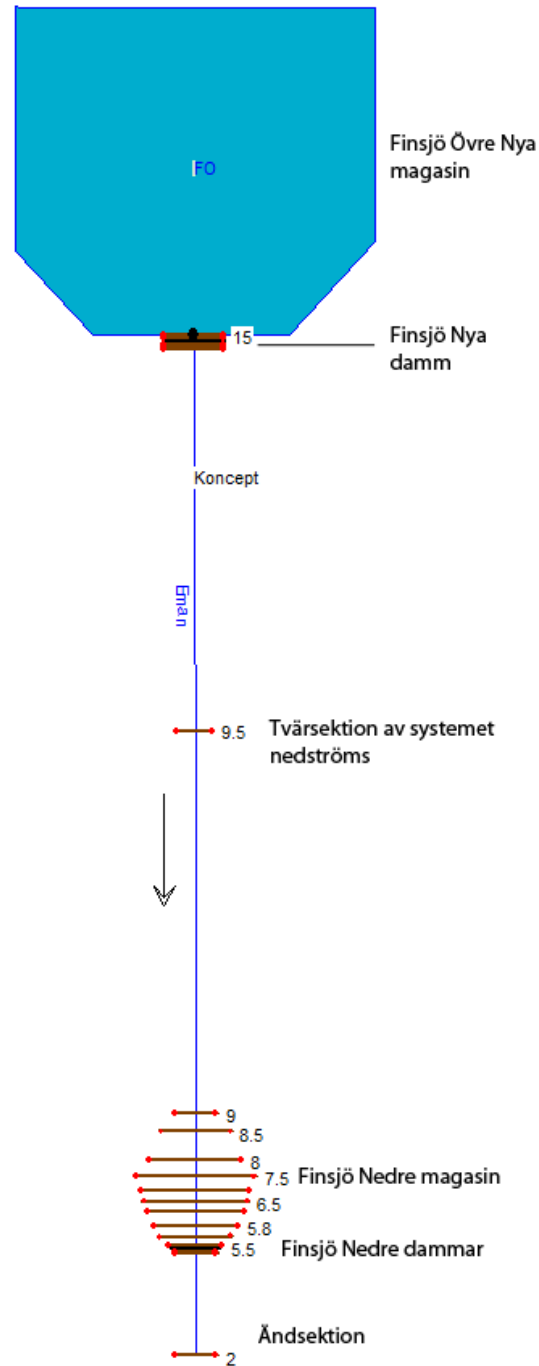 Finsjö Övre Nya
magasin
FO
15
Finsjö Nya
damm
Koncept
Emån
9.5
Tvärsektion av systemet
nedströms
9
8.5
8
7.5
Finsjö Nedre magasin
6.5
5.8
5.5
Finsjö Nedre dammar
Ändsektion
2